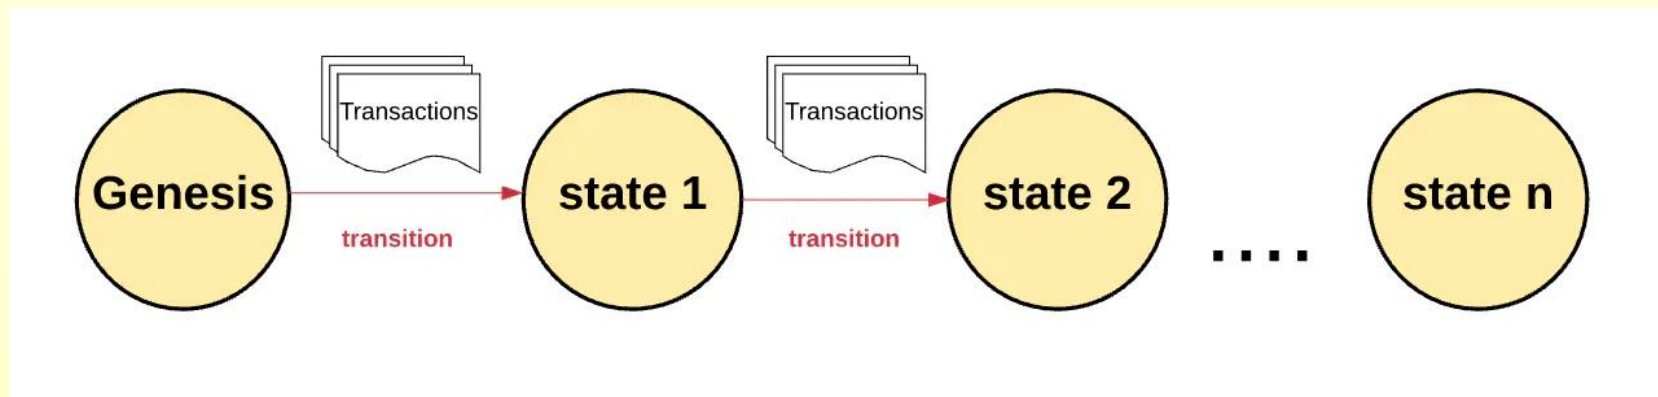 Genesis
Transactions
transition
state 1
Transactions
transition
state 2
....
state n